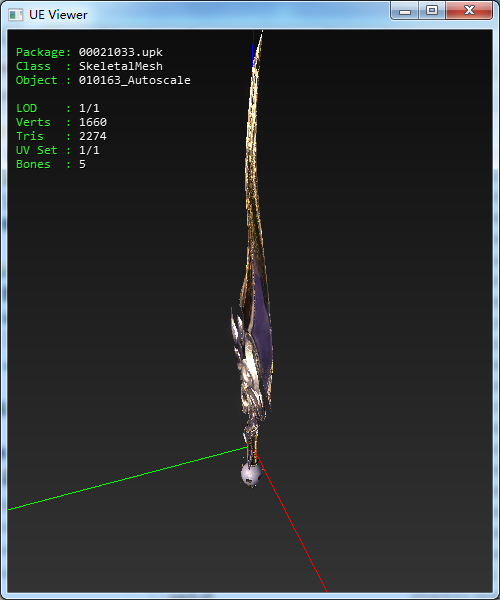 UE Viewer
Package: 00021033.upk
Class  : SkeletalMesh
Object : 010163_Autoscale
LOD    : 1/1
Verts  : 1660
Tris   : 2274
UV Set : 1/1
Bones  : 5